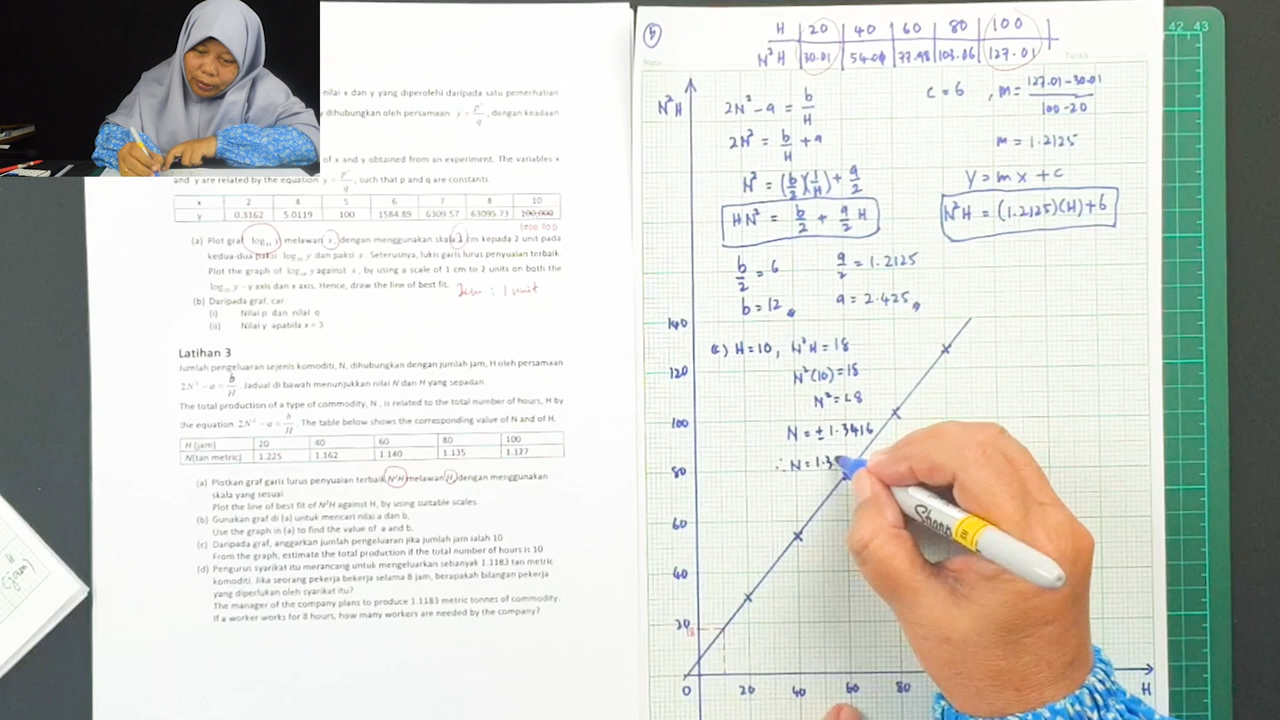 nilai x dan y yang diperolehi daripada satu pemerhatian
dihubungkan oleh persamaan y = p^x/q, dengan keadaan
of x and y obtained from an experiment. The variables x
and y are related by the equation y = p^x/q, such that p and q are constants.
x 2 4 5 6 7 8 10
y 0.3162 5.0119 100 1584.89 6309.57 63095.73 100 000
1000 000
(a) Plot graf log₁₀ y melawan x, dengan menggunakan skala 1 cm kepada 2 unit pada
kedua-dua paksi log₁₀ y dan paksi x. Seterusnya, lukis garis lurus penyuaian terbaik.
Plot the graph of log₁₀ y against x, by using a scale of 1 cm to 2 units on both the
log₁₀ y - y axis dan x axis. Hence, draw the line of best fit.
2cm : 1 unit
(b) Daripada graf, cari
(i) Nilai p dan nilai q
(ii) Nilai y apabila x = 3
Latihan 3
Jumlah pengeluaran sejenis komoditi, N, dihubungkan dengan jumlah jam, H oleh persamaan
2N² - a = b/H. Jadual di bawah menunjukkan nilai N dan H yang sepadan.
The total production of a type of commodity, N, is related to the total number of hours, H by
the equation 2N² - a = b/H. The table below shows the corresponding value of N and of H.
H (jam) 20 40 60 80 100
N(tan metric) 1.225 1.162 1.140 1.135 1.127
(a) Plotkan graf garis lurus penyuaian terbaik N²H melawan H, dengan menggunakan
skala yang sesuai
Plot the line of best fit of N²H against H, by using suitable scales.
(b) Gunakan graf di (a) untuk mencari nilai a dan b,
Use the graph in (a) to find the value of a and b.
(c) Daripada graf, anggarkan jumlah pengeluaran jika jumlah jam ialah 10
From the graph, estimate the total production if the total number of hours is 10
(d) Pengurus syarikat itu merancang untuk mengeluarkan sebanyak 1.1183 tan metric
komoditi. Jika seorang pekerja bekerja selama 8 jam, berapakah bilangan pekerja
yang diperlukan oleh syarikat itu?
The manager of the company plans to produce 1.1183 metric tonnes of commodity.
If a worker works for 8 hours, how many workers are needed by the company?
(jam)
H 20 40 60 80 100
N²H 30.01 77.98 103.06 127.01
N²H
2N² - a = b/H
2N² = b/H + a
N² = (b/2)(1/H) + a/2
HN² = b/2 + a/2 H
b/2 = 6
b = 12
a/2 = 1.2125
a = 2.425
c = 6 , m = 127.01 - 30.01 / 100 - 20
m = 1.2125
y = mx + c
N²H = (1.2125)(H) + 6
(c) H = 10, N²H = 18
N²(10) = 18
N² = 1.8
N = ± 1.3416
∴ N = 1.3
140
120
100
80
60
40
20
18
0 20 40 60 80 H
Sharp
42 43